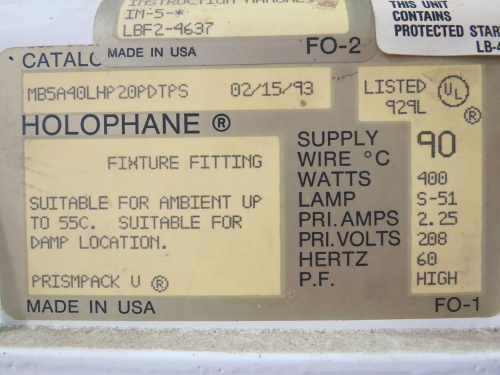 INSTRUCTION MANUAL
IM-5-*
LBF2-4637
MADE IN USA FO-2
THIS UNIT
CONTAINS
PROTECTED STAR
LB-4
CATALO
MB5A40LHP20PDTPS 02/15/93
LISTED UL ®
929L
HOLOPHANE ®
FIXTURE FITTING
SUITABLE FOR AMBIENT UP
TO 55C. SUITABLE FOR
DAMP LOCATION.
PRISMPACK V ®
SUPPLY
WIRE °C 90
WATTS 400
LAMP S-51
PRI.AMPS 2.25
PRI.VOLTS 208
HERTZ 60
P.F. HIGH
MADE IN USA FO-1